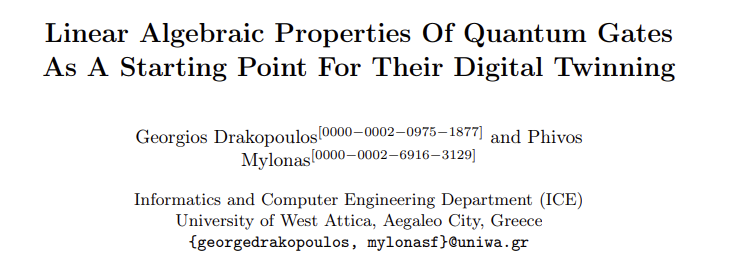 Linear Algebraic Properties Of Quantum Gates
As A Starting Point For Their Digital Twinning
Georgios Drakopoulos[0000−0002−0975−1877] and Phivos
Mylonas[0000−0002−6916−3129]
Informatics and Computer Engineering Department (ICE)
University of West Attica, Aegaleo City, Greece
{georgedrakopoulos, mylonasf}@uniwa.gr